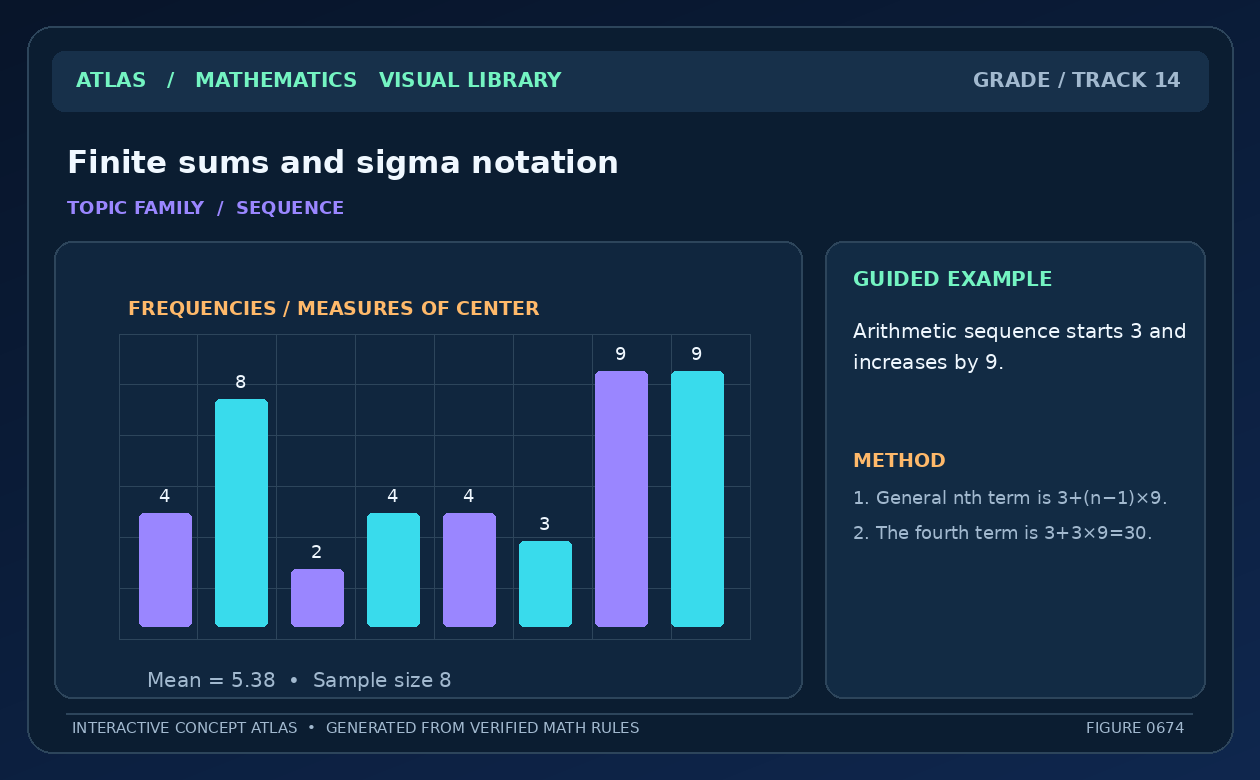 ATLAS / MATHEMATICS VISUAL LIBRARY
GRADE / TRACK 14
Finite sums and sigma notation
TOPIC FAMILY / SEQUENCE
FREQUENCIES / MEASURES OF CENTER
4
8
2
4
4
3
9
9
Mean = 5.38 • Sample size 8
GUIDED EXAMPLE
Arithmetic sequence starts 3 and
increases by 9.
METHOD
1. General nth term is 3+(n−1)×9.
2. The fourth term is 3+3×9=30.
INTERACTIVE CONCEPT ATLAS • GENERATED FROM VERIFIED MATH RULES
FIGURE 0674